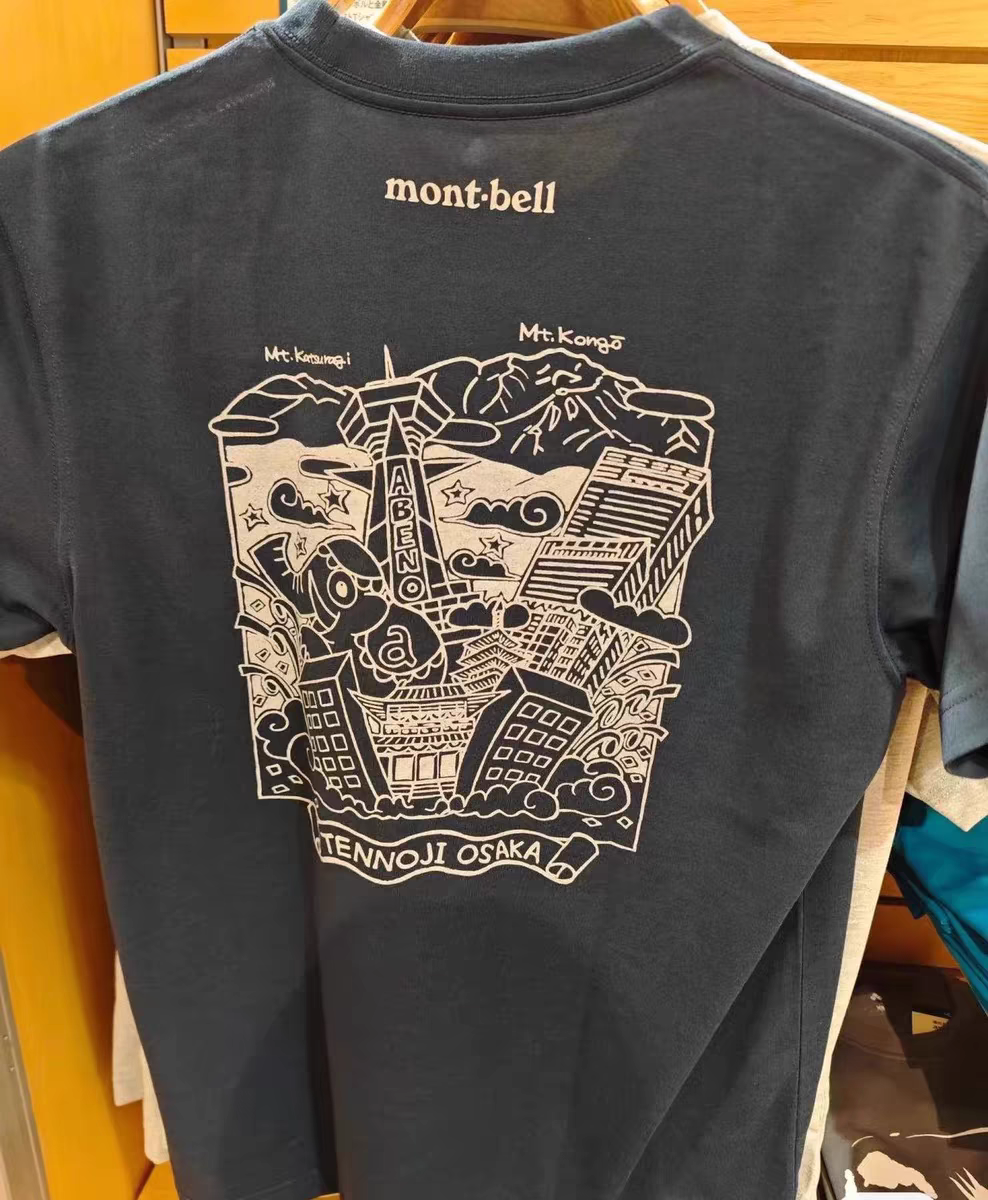 mont·bell
Mt.Kongō
Mt.Katsuragi
ABENO
a
TENNOJI OSAKA